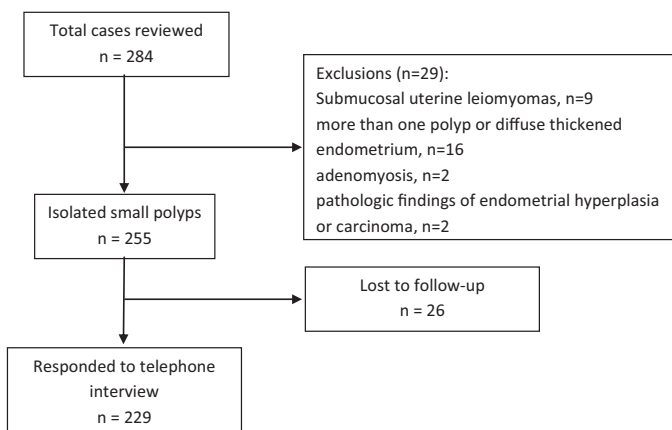 Total cases reviewed
n = 284
Exclusions (n=29):
Submucosal uterine leiomyomas, n=9
more than one polyp or diffuse thickened
endometrium, n=16
adenomyosis, n=2
pathologic findings of endometrial hyperplasia
or carcinoma, n=2
Isolated small polyps
n = 255
Lost to follow-up
n = 26
Responded to telephone
interview
n = 229